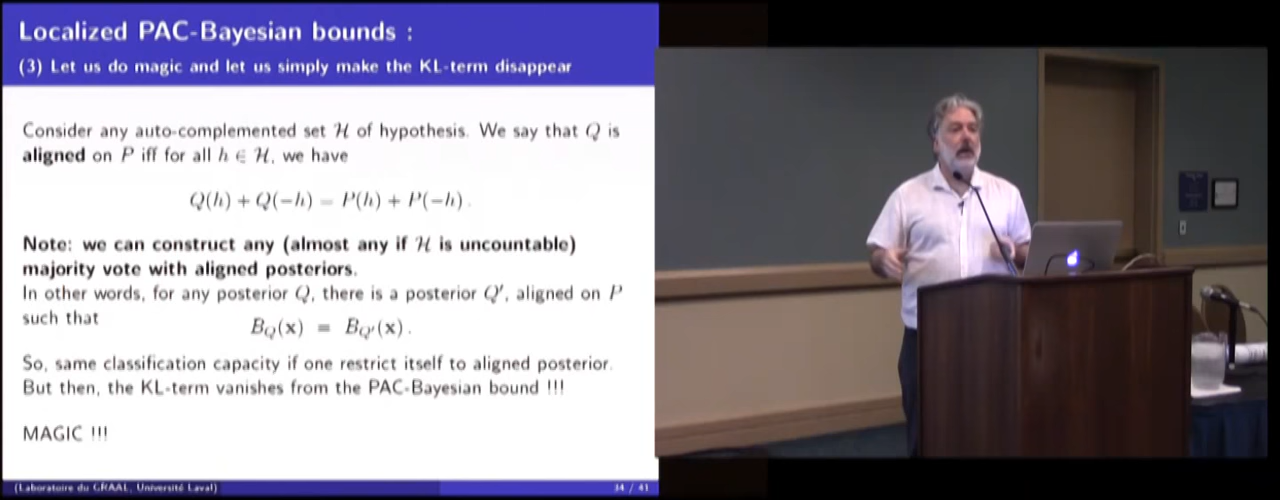 Localized PAC-Bayesian bounds :
(3) Let us do magic and let us simply make the KL-term disappear
Consider any auto-complemented set ℋ of hypothesis. We say that Q is
aligned on P iff for all h ∈ ℋ, we have
Q(h) + Q(−h) = P(h) + P(−h) .
Note: we can construct any (almost any if ℋ is uncountable)
majority vote with aligned posteriors.
In other words, for any posterior Q, there is a posterior Q′, aligned on P
such that
B_Q(x) = B_Q′(x) .
So, same classification capacity if one restrict itself to aligned posterior.
But then, the KL-term vanishes from the PAC-Bayesian bound !!!
MAGIC !!!
(Laboratoire du GRAAL, Université Laval)
34 / 41